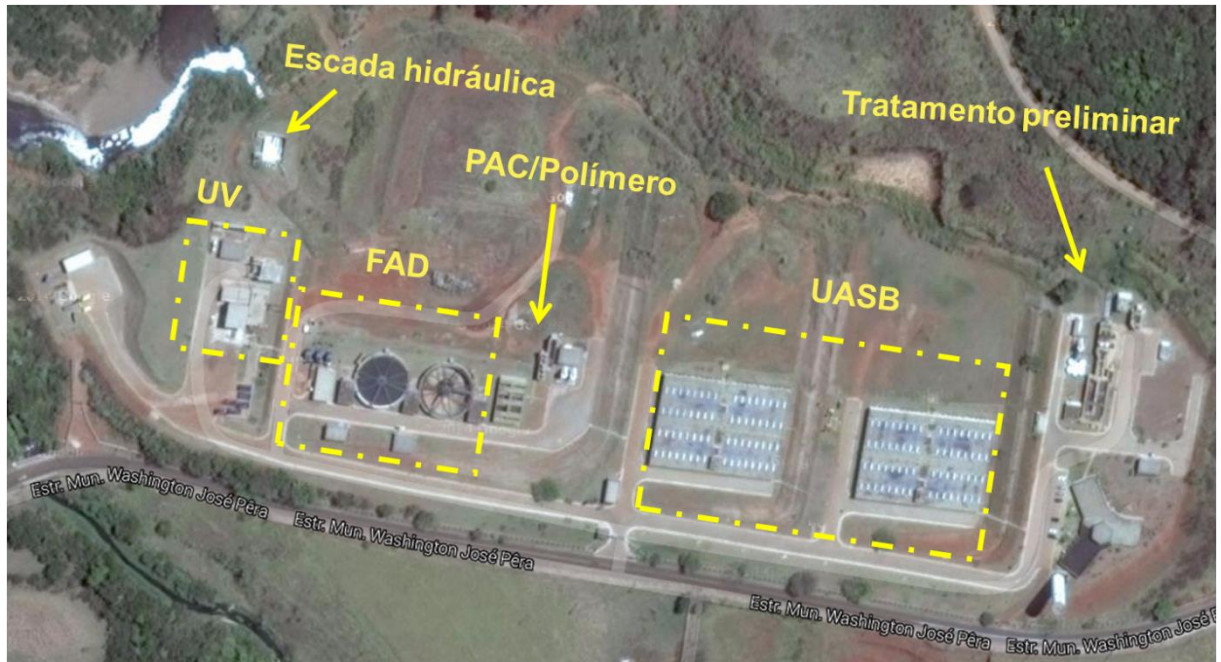 Escada hidráulica
Tratamento preliminar
PAC/Polímero
UV
FAD
UASB
Estr. Mun. Washington José Pêra
Estr. Mun. Washington José Pêra
Estr. Mun. Washington José Pêra
Estr. Mun. Washington José